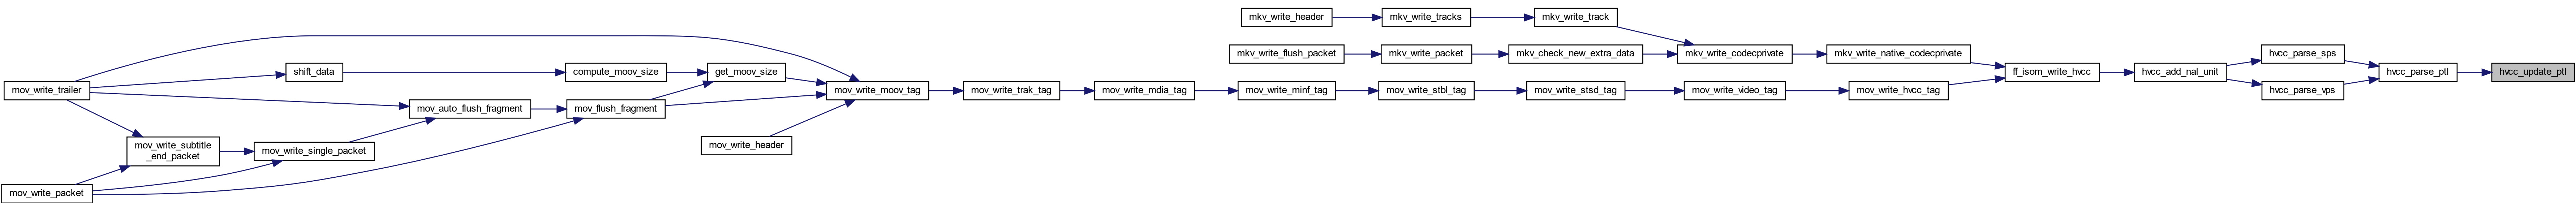 mkv_write_header
mkv_write_tracks
mkv_write_track
mkv_write_flush_packet
mkv_write_packet
mkv_check_new_extra_data
mkv_write_codecprivate
mkv_write_native_codecprivate
hvcc_parse_sps
shift_data
compute_moov_size
get_moov_size
ff_isom_write_hvcc
hvcc_add_nal_unit
hvcc_parse_ptl
hvcc_update_ptl
mov_write_trailer
mov_write_moov_tag
mov_write_trak_tag
mov_write_mdia_tag
mov_write_minf_tag
mov_write_stbl_tag
mov_write_stsd_tag
mov_write_video_tag
mov_write_hvcc_tag
hvcc_parse_vps
mov_auto_flush_fragment
mov_flush_fragment
mov_write_subtitle
_end_packet
mov_write_single_packet
mov_write_header
mov_write_packet